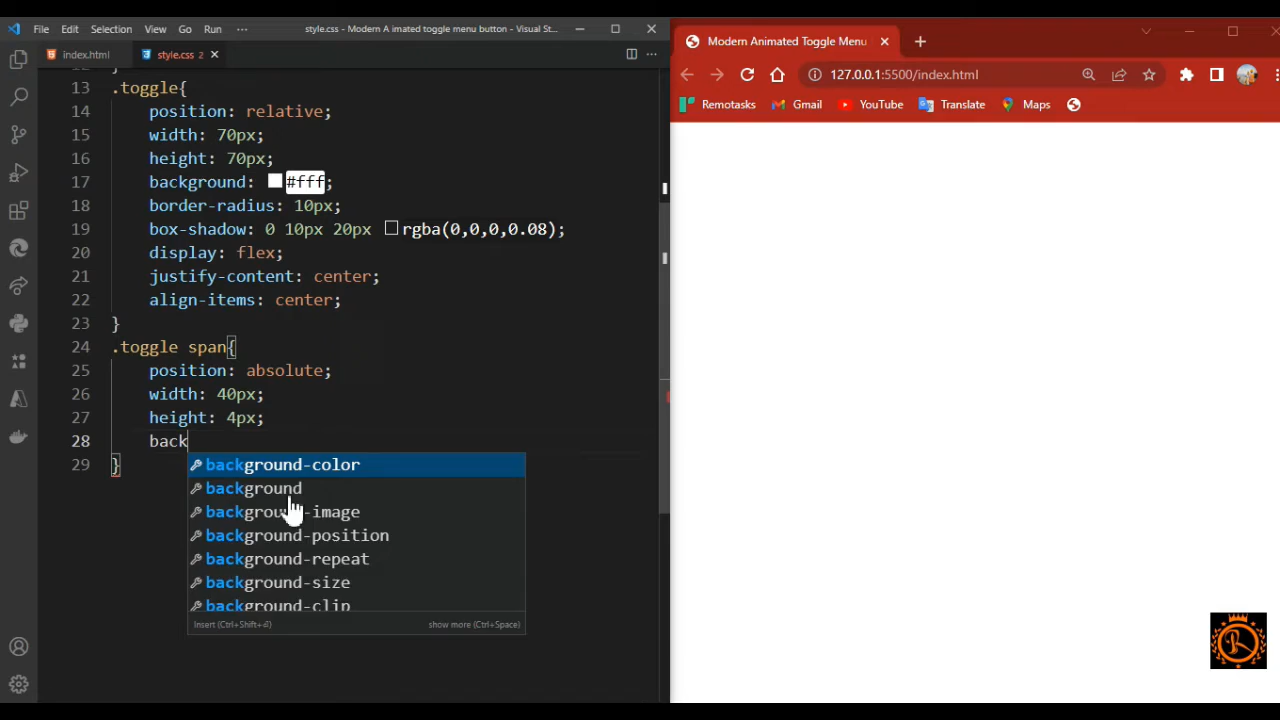 File Edit Selection View Go Run ··· style.css - Modern A imated toggle menu button - Visual St...
index.html style.css 2
13 .toggle{
14 position: relative;
15 width: 70px;
16 height: 70px;
17 background: #fff;
18 border-radius: 10px;
19 box-shadow: 0 10px 20px rgba(0,0,0,0.08);
20 display: flex;
21 justify-content: center;
22 align-items: center;
23 }
24 .toggle span{
25 position: absolute;
26 width: 40px;
27 height: 4px;
28 back
29 }
background-color
background
background-image
background-position
background-repeat
background-size
background-clip
Insert (Ctrl+Shift+⏎) show more (Ctrl+Space)
Modern Animated Toggle Menu
127.0.0.1:5500/index.html
Remotasks Gmail YouTube Translate Maps